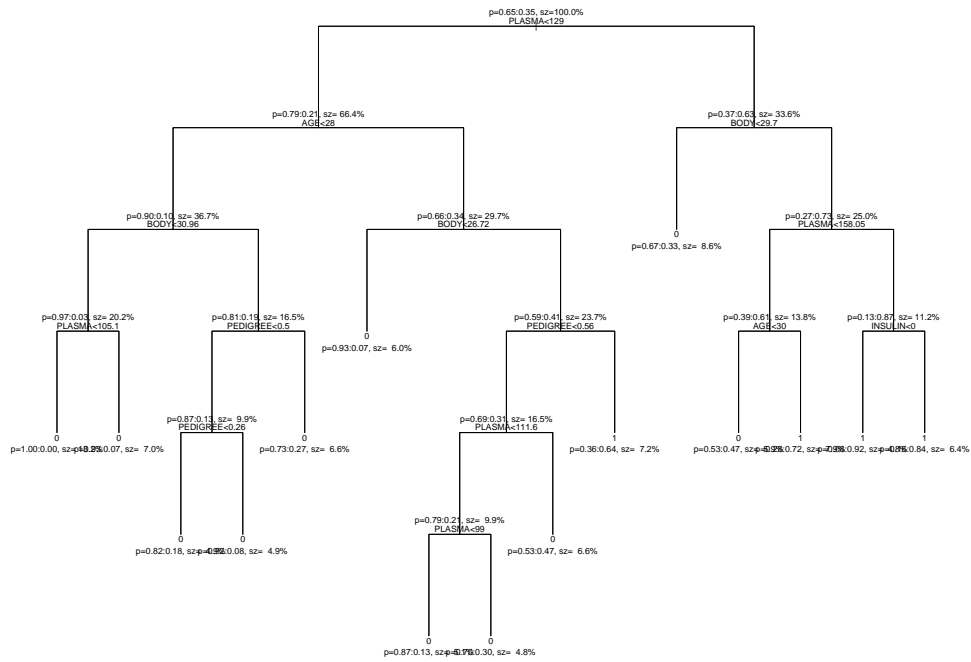 p=0.65:0.35, sz=100.0%
PLASMA<129
p=0.79:0.21, sz= 66.4%
AGE<28
p=0.37:0.63, sz= 33.6%
BODY<29.7
p=0.90:0.10, sz= 36.7%
BODY<30.96
p=0.66:0.34, sz= 29.7%
BODY<26.72
0
p=0.67:0.33, sz= 8.6%
p=0.27:0.73, sz= 25.0%
PLASMA<158.05
p=0.97:0.03, sz= 20.2%
PLASMA<105.1
p=0.81:0.19, sz= 16.5%
PEDIGREE<0.5
0
p=0.93:0.07, sz= 6.0%
p=0.59:0.41, sz= 23.7%
PEDIGREE<0.56
p=0.39:0.61, sz= 13.8%
AGE<30
p=0.13:0.87, sz= 11.2%
INSULIN<0
0
p=1.00:0.00,
0
0.07, sz= 7.0%
p=0.87:0.13, sz= 9.9%
PEDIGREE<0.26
0
p=0.73:0.27, sz= 6.6%
p=0.69:0.31, sz= 16.5%
PLASMA<111.6
1
p=0.36:0.64, sz= 7.2%
0
p=0.53:0.47,
1
0.72,
1
0.92,
1
0.84, sz= 6.4%
0
p=0.82:0.18,
0
0.08, sz= 4.9%
p=0.79:0.21, sz= 9.9%
PLASMA<99
0
p=0.53:0.47, sz= 6.6%
0
p=0.87:0.13,
0
0.30, sz= 4.8%